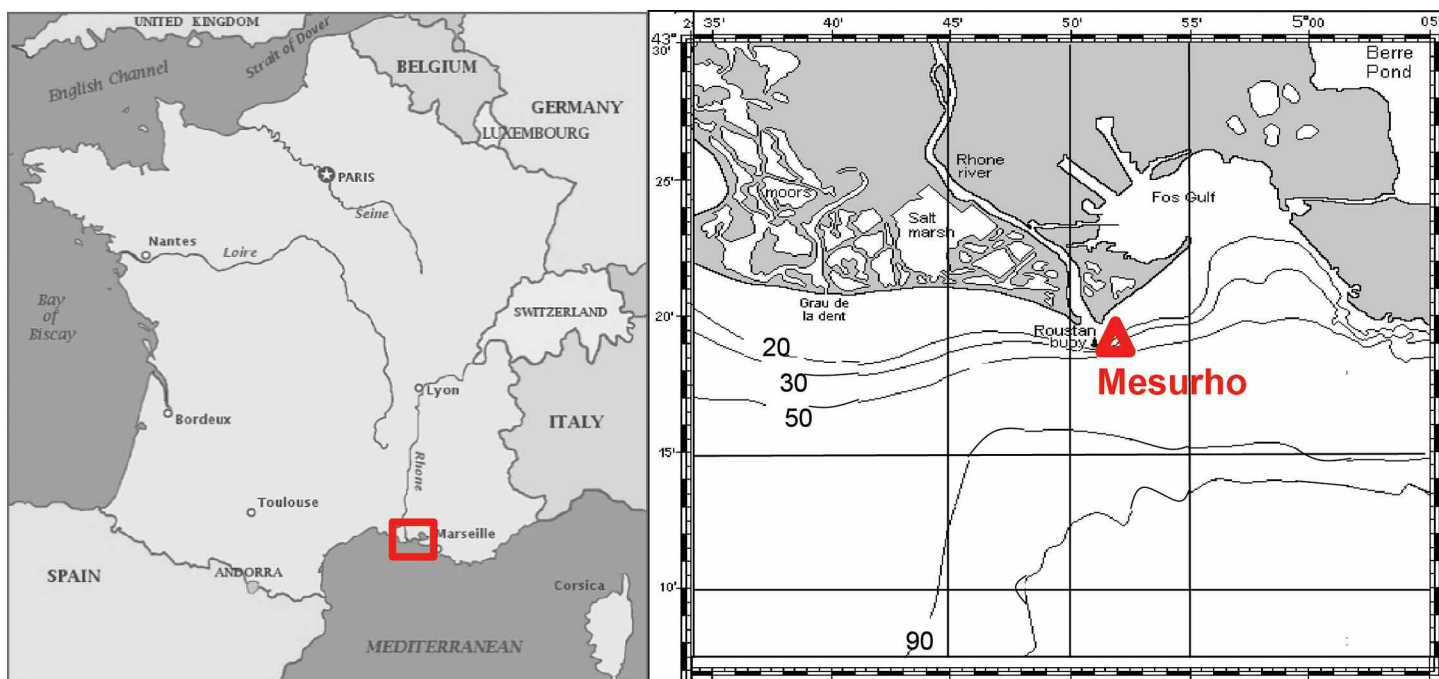 UNITED KINGDOM
Strait of Dover
English Channel
BELGIUM
GERMANY
LUXEMBOURG
PARIS
Seine
Nantes
Loire
Bay
of
Biscay
SWITZERLAND
Lyon
Bordeux
ITALY
Rhone
Toulouse
Marseille
SPAIN
ANDORRA
Corsica
MEDITERRANEAN
35'
40'
45'
50'
55'
5°00
05'
43°
30'
Berre
Pond
Rhone
river
25'
moors
Fos Gulf
Salt
marsh
Grau de
la dent
20'
Roustan
buoy
20
30
Mesurho
50
15'
10'
90